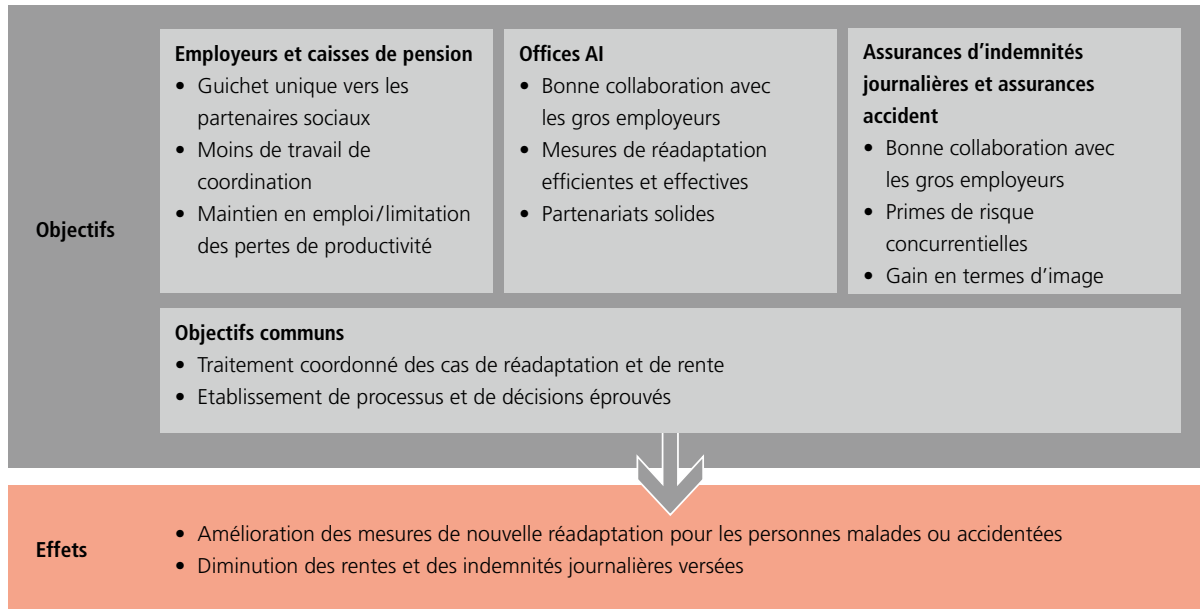 Objectifs
Employeurs et caisses de pension
• Guichet unique vers les
partenaires sociaux
• Moins de travail de
coordination
• Maintien en emploi/limitation
des pertes de productivité
Offices AI
• Bonne collaboration avec
les gros employeurs
• Mesures de réadaptation
efficientes et effectives
• Partenariats solides
Assurances d’indemnités
journalières et assurances
accident
• Bonne collaboration avec
les gros employeurs
• Primes de risque
concurrentielles
• Gain en termes d’image
Objectifs communs
• Traitement coordonné des cas de réadaptation et de rente
• Etablissement de processus et de décisions éprouvés
Effets
• Amélioration des mesures de nouvelle réadaptation pour les personnes malades ou accidentées
• Diminution des rentes et des indemnités journalières versées